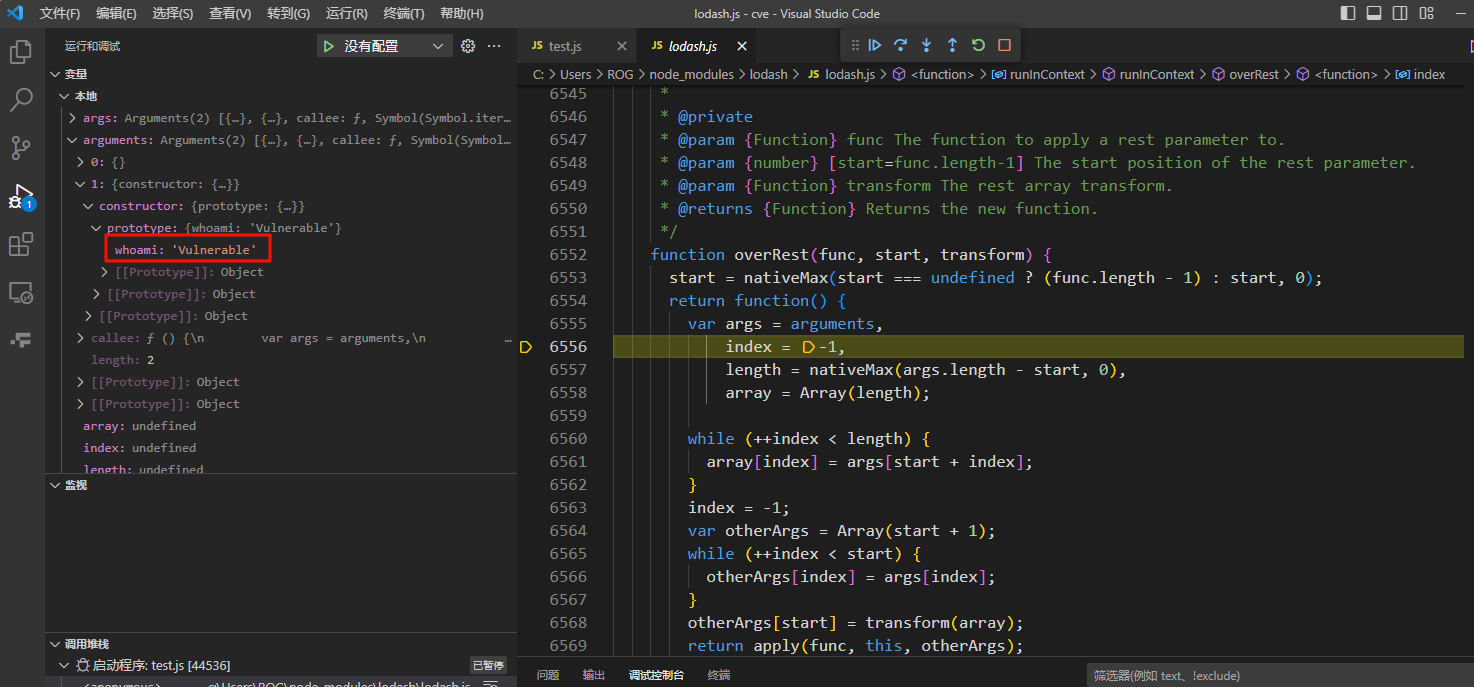 文件(F) 编辑(E) 选择(S) 查看(V) 转到(G) 运行(R) 终端(T) 帮助(H) lodash.js - cve - Visual Studio Code
运行和调试 没有配置 ···
变量
本地
args: Arguments(2) [{…}, {…}, callee: ƒ, Symbol(Symbol.iter…
arguments: Arguments(2) [{…}, {…}, callee: ƒ, Symbol(Symbol…
0: {}
1: {constructor: {…}}
constructor: {prototype: {…}}
prototype: {whoami: 'Vulnerable'}
whoami: 'Vulnerable'
[[Prototype]]: Object
[[Prototype]]: Object
[[Prototype]]: Object
callee: ƒ () {\n var args = arguments,\n …
length: 2
[[Prototype]]: Object
[[Prototype]]: Object
array: undefined
index: undefined
length: undefined
监视
调用堆栈
启动程序: test.js [44536] 已暂停
<anonymous> c:\Users\ROG\node_modules\lodash\lodash.js
1
JS test.js JS lodash.js
C: > Users > ROG > node_modules > lodash > JS lodash.js > <function> > runInContext > runInContext > overRest > <function> > index
6545 *
6546 * @private
6547 * @param {Function} func The function to apply a rest parameter to.
6548 * @param {number} [start=func.length-1] The start position of the rest parameter.
6549 * @param {Function} transform The rest array transform.
6550 * @returns {Function} Returns the new function.
6551 */
6552 function overRest(func, start, transform) {
6553 start = nativeMax(start === undefined ? (func.length - 1) : start, 0);
6554 return function() {
6555 var args = arguments,
6556 index = -1,
6557 length = nativeMax(args.length - start, 0),
6558 array = Array(length);
6559
6560 while (++index < length) {
6561 array[index] = args[start + index];
6562 }
6563 index = -1;
6564 var otherArgs = Array(start + 1);
6565 while (++index < start) {
6566 otherArgs[index] = args[index];
6567 }
6568 otherArgs[start] = transform(array);
6569 return apply(func, this, otherArgs);
问题 输出 调试控制台 终端 筛选器(例如 text、!exclude)